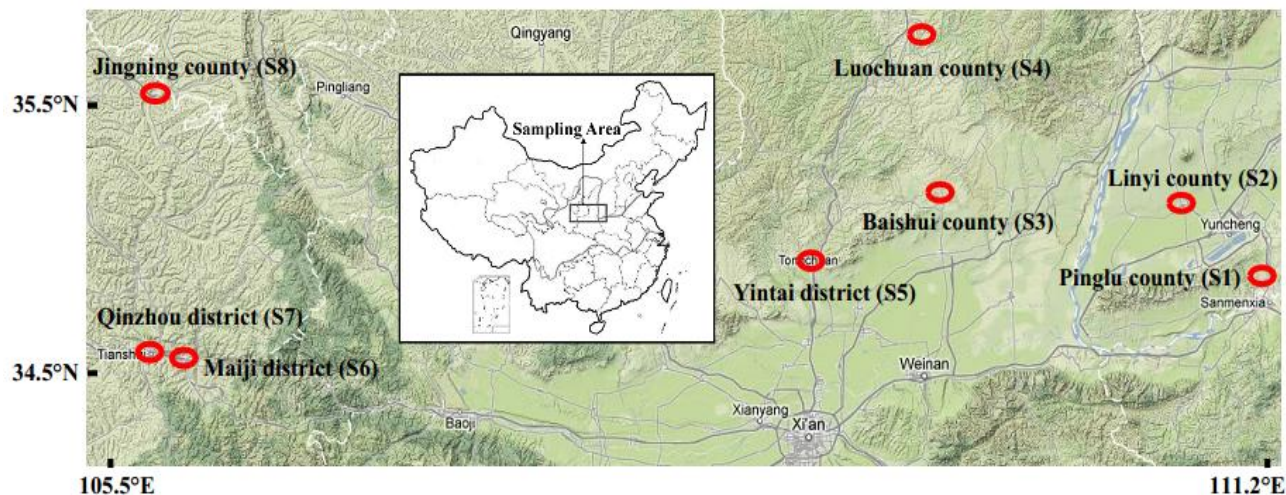 Qingyang
Jingning county (S8)
Luochuan county (S4)
Pingliang
35.5°N
Sampling Area
Linyi county (S2)
Baishui county (S3)
Yuncheng
Pinglu county (S1)
Yintai district (S5)
Sanmenxia
Qinzhou district (S7)
Maiji district (S6)
34.5°N
Weinan
Xianyang
Baoji
Xi'an
105.5°E
111.2°E